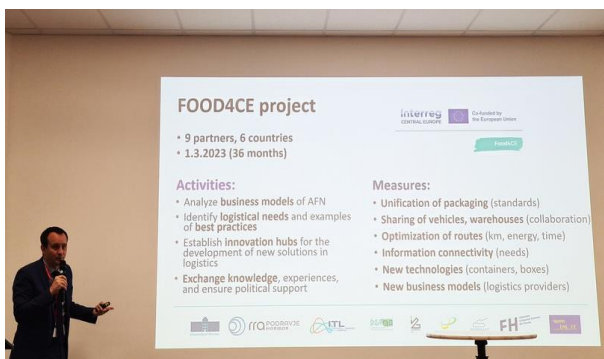 FOOD4CE project
Interreg
CENTRAL EUROPE
Co-funded by
the European Union
Food4CE
• 9 partners, 6 countries
• 1.3.2023 (36 months)
Activities:
• Analyze business models of AFN
• Identify logistical needs and examples
of best practices
• Establish innovation hubs for the
development of new solutions in
logistics
• Exchange knowledge, experiences,
and ensure political support
Measures:
• Unification of packaging (standards)
• Sharing of vehicles, warehouses (collaboration)
• Optimization of routes (km, energy, time)
• Information connectivity (needs)
• New technologies (containers, boxes)
• New business models (logistics providers)
rra PODRAVJE
MARIBOR
ITL
FH